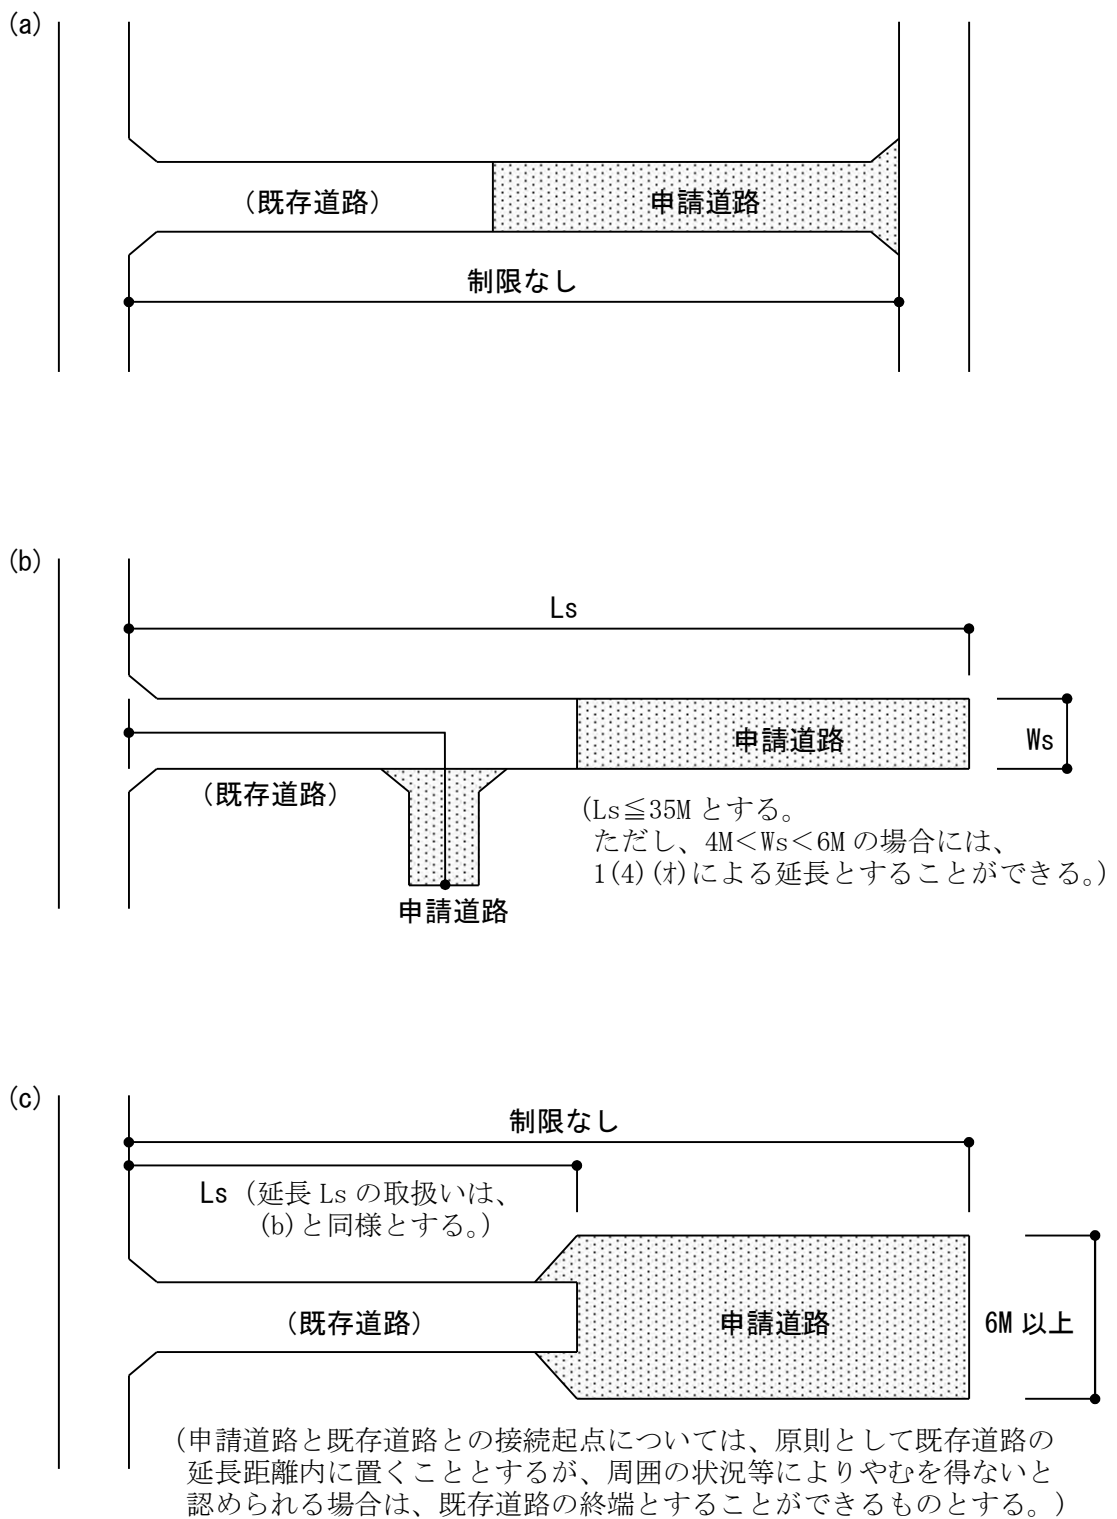 (a)
(既存道路)
申請道路
制限なし
(b)
Ls
申請道路
Ws
(既存道路)
(Ls≦35Mとする。
ただし、4M＜Ws＜6Mの場合には、
1(4)(ｵ)による延長とすることができる。)
申請道路
(c)
制限なし
Ls (延長Lsの取扱いは、
(b)と同様とする。)
(既存道路)
申請道路
6M以上
(申請道路と既存道路との接続起点については、原則として既存道路の
延長距離内に置くこととするが、周囲の状況等によりやむを得ないと
認められる場合は、既存道路の終端とすることができるものとする。)